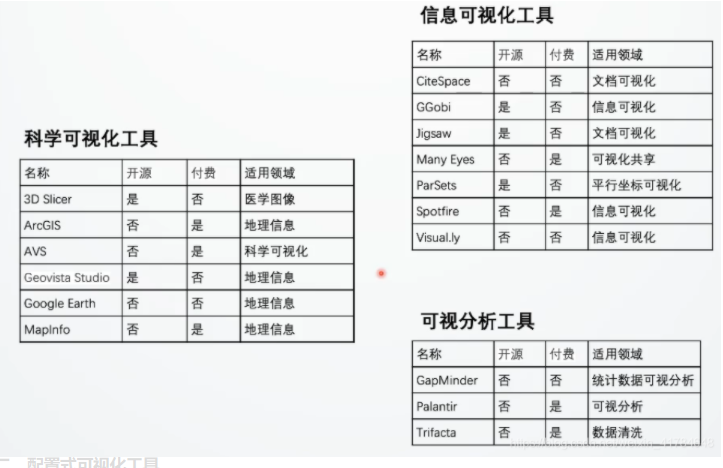 科学可视化工具
名称 开源 付费 适用领域
3D Slicer 是 否 医学图像
ArcGIS 否 是 地理信息
AVS 否 是 科学可视化
Geovista Studio 是 否 地理信息
Google Earth 否 否 地理信息
MapInfo 否 是 地理信息
信息可视化工具
名称 开源 付费 适用领域
CiteSpace 否 否 文档可视化
GGobi 是 否 信息可视化
Jigsaw 是 否 文档可视化
Many Eyes 否 是 可视化共享
ParSets 是 否 平行坐标可视化
Spotfire 否 是 信息可视化
Visual.ly 否 否 信息可视化
可视分析工具
名称 开源 付费 适用领域
GapMinder 否 否 统计数据可视分析
Palantir 否 是 可视分析
Trifacta 否 是 数据清洗
配置式可视化工具